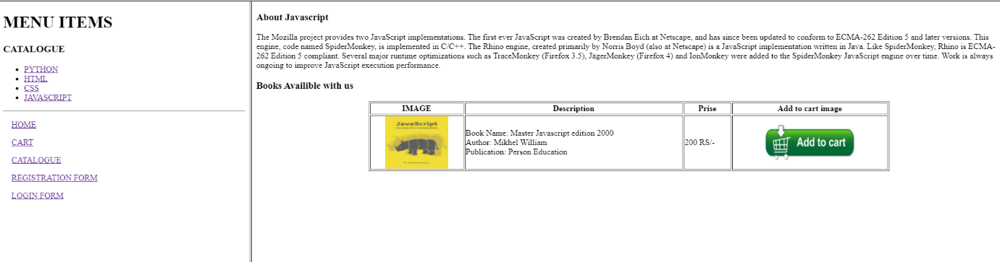 MENU ITEMS
CATALOGUE
PYTHON
HTML
CSS
JAVASCRIPT
HOME
CART
CATALOGUE
REGISTRATION FORM
LOGIN FORM
About Javascript
The Mozilla project provides two JavaScript implementations. The first ever JavaScript was created by Brendan Eich at Netscape, and has since been updated to conform to ECMA-262 Edition 5 and later versions. This
engine, code named SpiderMonkey, is implemented in C/C++. The Rhino engine, created primarily by Norris Boyd (also at Netscape) is a JavaScript implementation written in Java. Like SpiderMonkey, Rhino is ECMA-
262 Edition 5 compliant. Several major runtime optimizations such as TraceMonkey (Firefox 3.5), JägerMonkey (Firefox 4) and IonMonkey were added to the SpiderMonkey JavaScript engine over time. Work is always
ongoing to improve JavaScript execution performance.
Books Availible with us
IMAGE Description Prise Add to cart image
JavaScript
Book Name: Master Javascript edition 2000
Author: Mikhel William
Publication: Person Education
200 RS/-
Add to cart